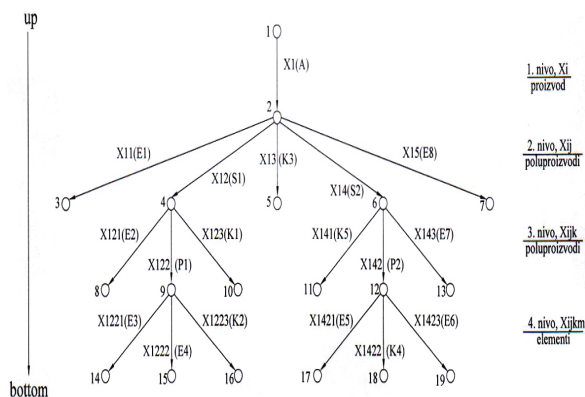 up
1
X1(A)
1. nivo, Xi
proizvod
2
X11(E1)
X12(S1)
X13(K3)
X14(S2)
X15(E8)
2. nivo, Xij
poluproizvodi
3
4
5
6
7
X121(E2)
X122 (P1)
X123(K1)
X141(K5)
X142 (P2)
X143(E7)
3. nivo, Xijk
poluproizvodi
8
9
10
11
12
13
X1221(E3)
X1222 (E4)
X1223(K2)
X1421(E5)
X1422 (K4)
X1423(E6)
4. nivo, Xijkm
elementi
14
15
16
17
18
19
bottom